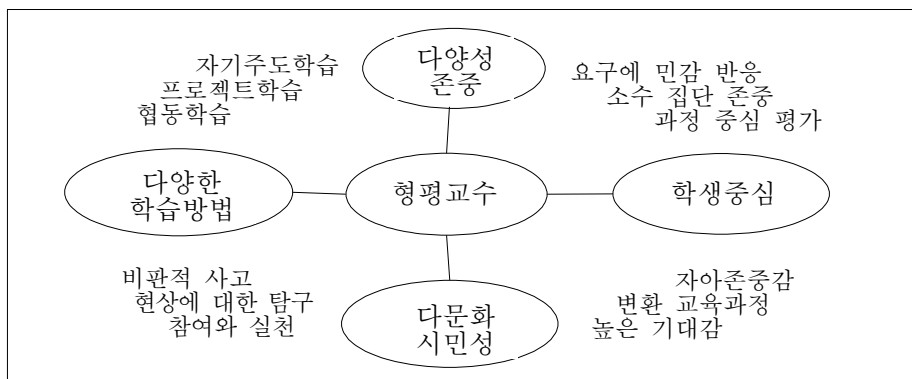 다양성
존중
자기주도학습
프로젝트학습
협동학습
요구에 민감 반응
소수 집단 존중
과정 중심 평가
다양한
학습방법
형평교수
학생중심
비판적 사고
현상에 대한 탐구
참여와 실천
다문화
시민성
자아존중감
변환 교육과정
높은 기대감